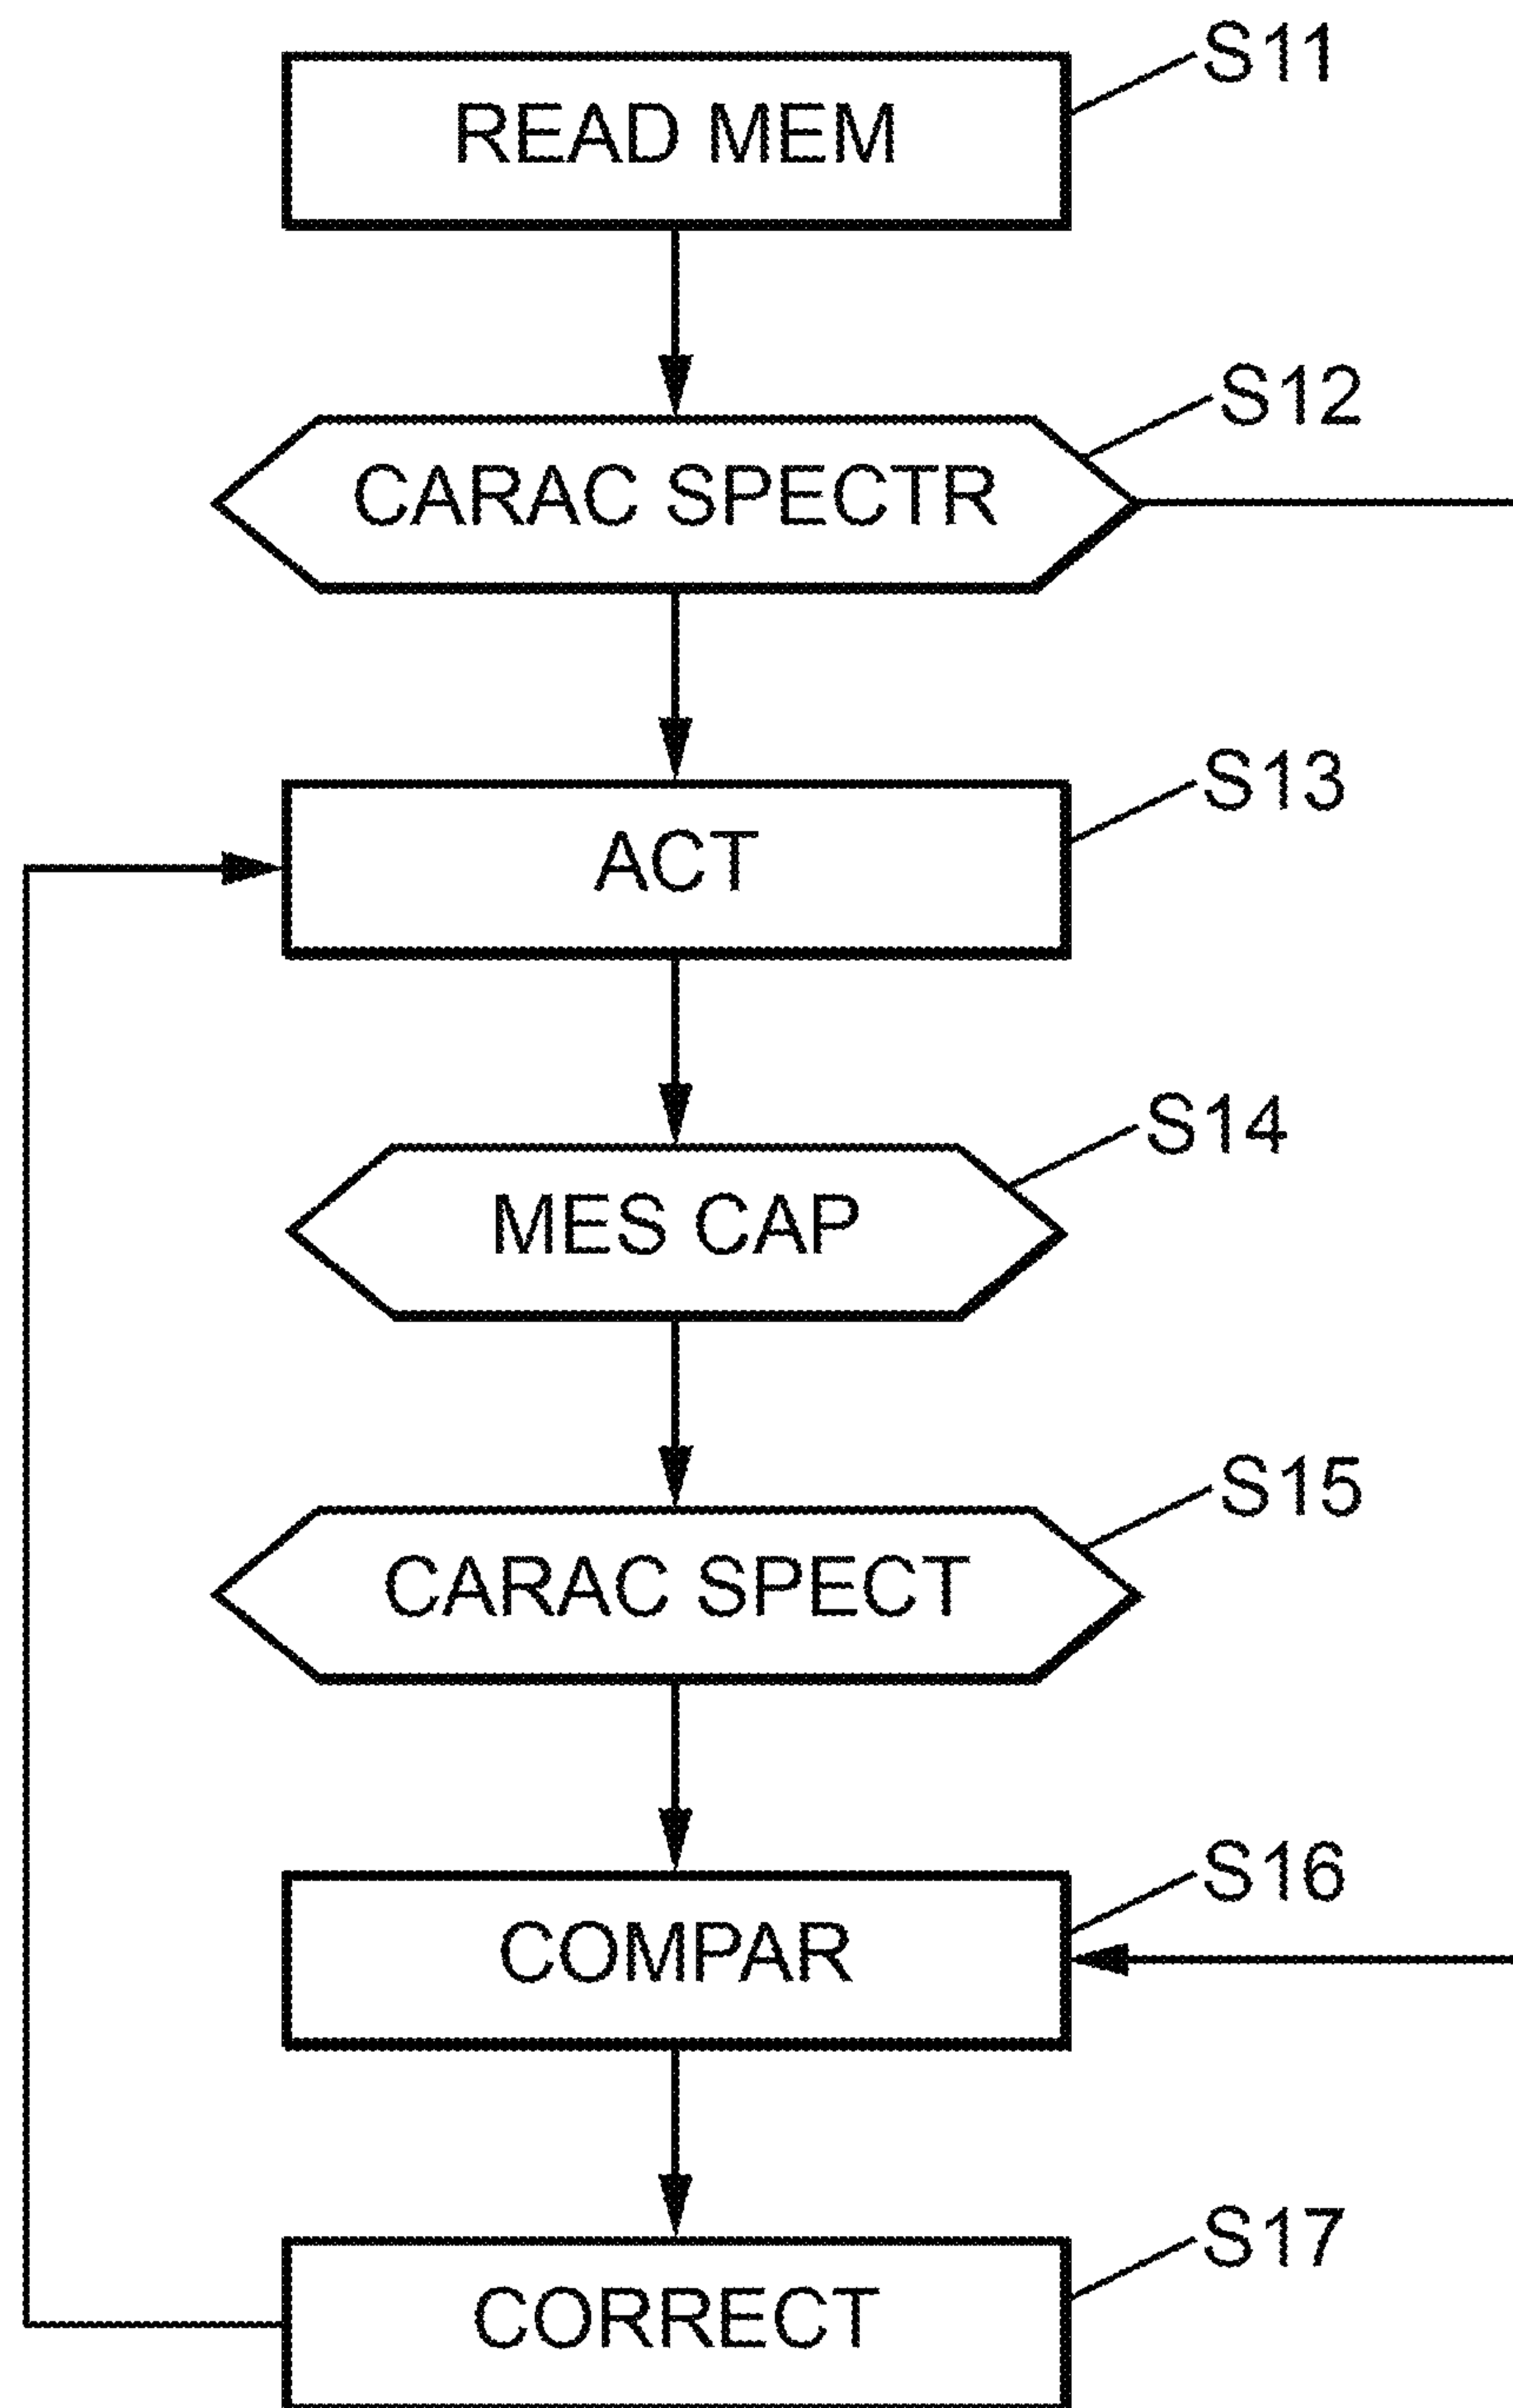 S11
READ MEM
S12
CARAC SPECTR
S13
ACT
S14
MES CAP
S15
CARAC SPECT
S16
COMPAR
S17
CORRECT